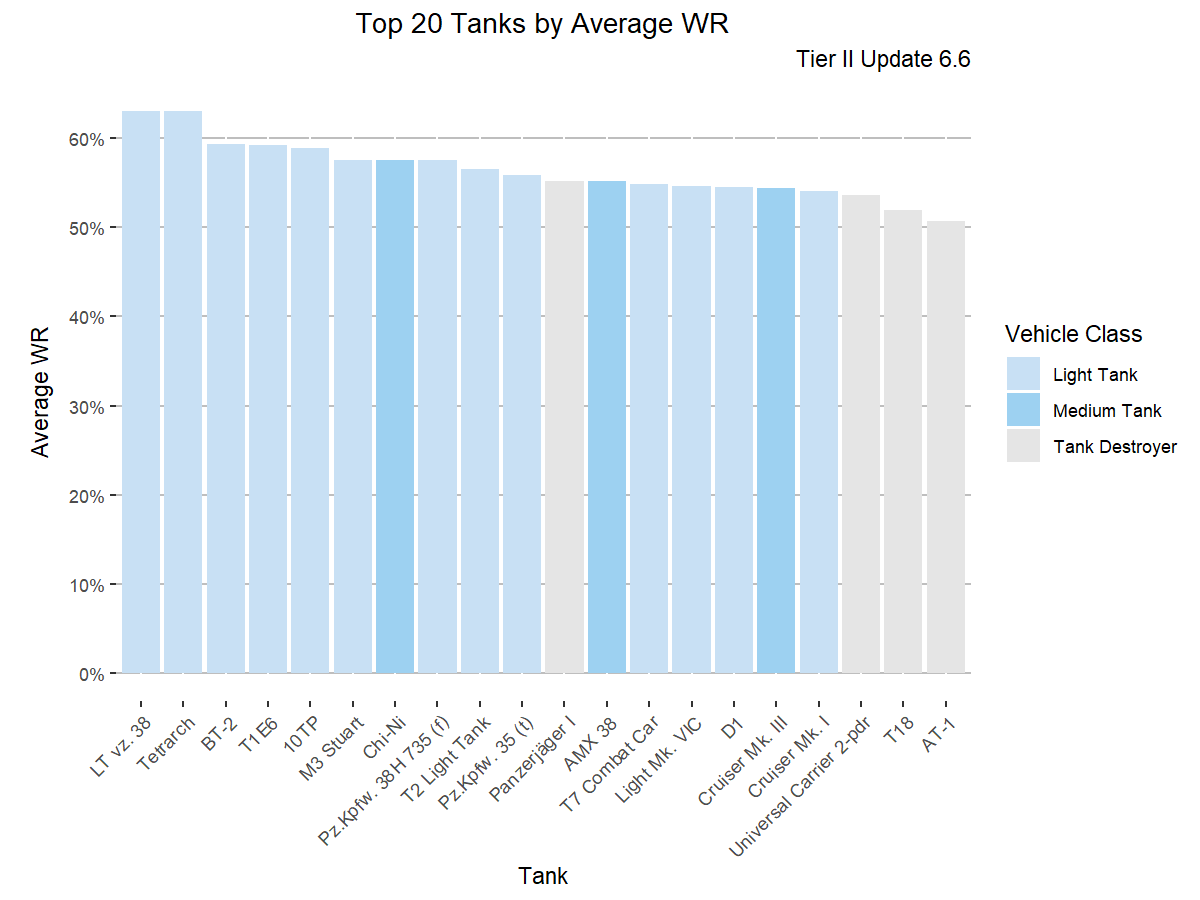 Top 20 Tanks by Average WR
Tier II Update 6.6
Average WR
60%
50%
40%
30%
20%
10%
0%
LT vz. 38
Tetrarch
BT-2
T1E6
10TP
M3 Stuart
Chi-Ni
Pz.Kpfw. 38H 735 (f)
T2 Light Tank
Pz.Kpfw. 35 (t)
Panzerjäger I
AMX 38
T7 Combat Car
Light Mk. VIC
D1
Cruiser Mk. III
Cruiser Mk. I
Universal Carrier 2-pdr
T18
AT-1
Tank
Vehicle Class
Light Tank
Medium Tank
Tank Destroyer